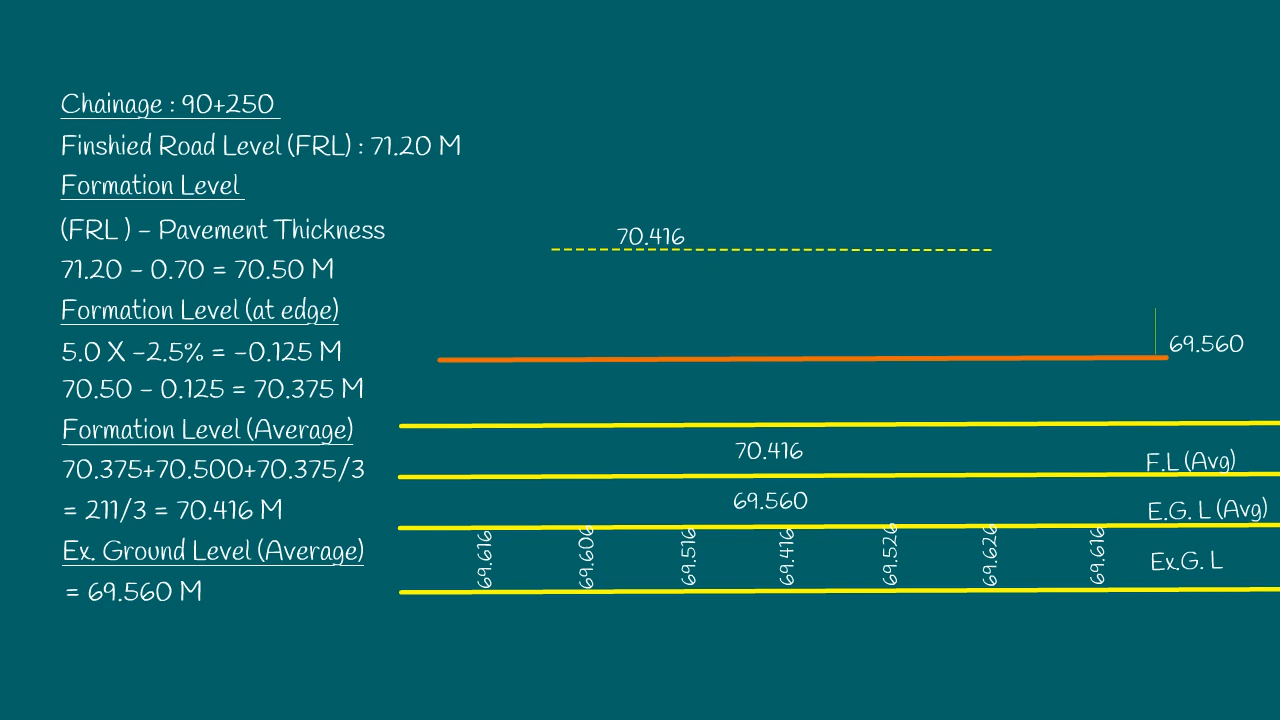 Chainage : 90+250
Finshied Road Level (FRL) : 71.20 M
Formation Level
(FRL ) - Pavement Thickness
71.20 - 0.70 = 70.50 M
Formation Level (at edge)
5.0 X -2.5% = -0.125 M
70.50 - 0.125 = 70.375 M
Formation Level (Average)
70.375+70.500+70.375/3
= 211/3 = 70.416 M
Ex. Ground Level (Average)
= 69.560 M
70.416
69.560
70.416 F.L (Avg)
69.560 E.G. L (Avg)
69.616 69.606 69.516 69.416 69.526 69.626 69.616 Ex.G. L